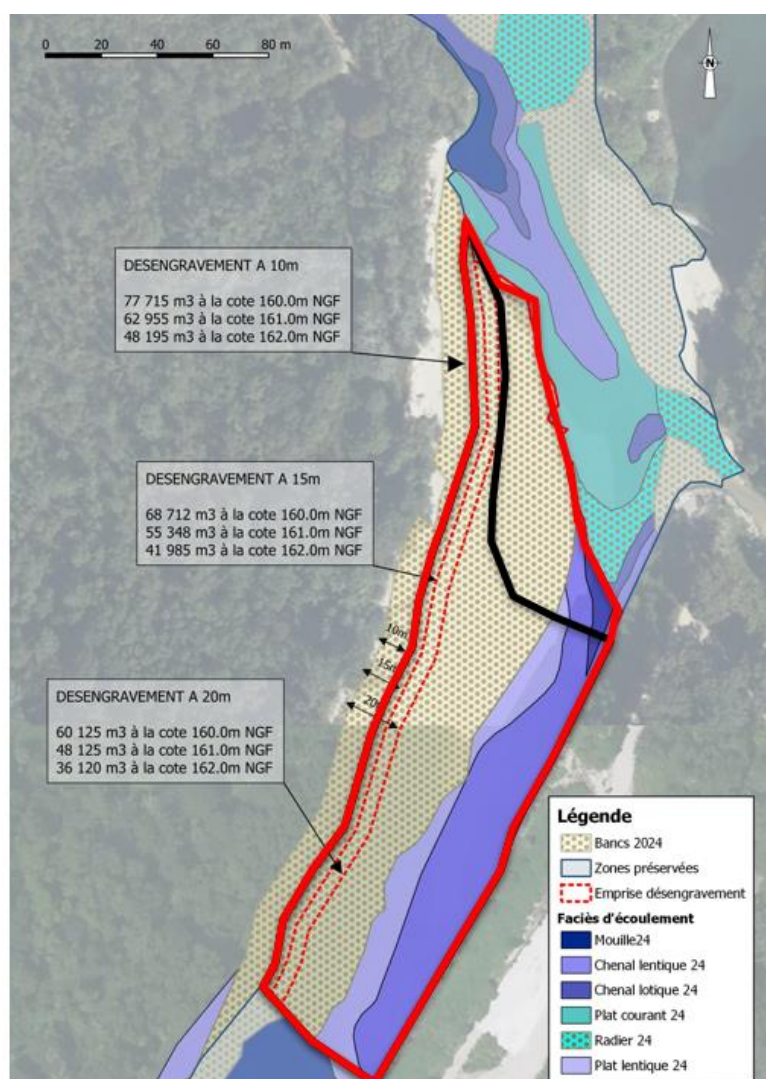 0 20 40 60 80 m
N
DESENGRAVEMENT A 10m
77 715 m3 à la cote 160.0m NGF
62 955 m3 à la cote 161.0m NGF
48 195 m3 à la cote 162.0m NGF
DESENGRAVEMENT A 15m
68 712 m3 à la cote 160.0m NGF
55 348 m3 à la cote 161.0m NGF
41 985 m3 à la cote 162.0m NGF
10m
15m
DESENGRAVEMENT A 20m
60 125 m3 à la cote 160.0m NGF
48 125 m3 à la cote 161.0m NGF
36 120 m3 à la cote 162.0m NGF
Légende
Bancs 2024
Zones préservées
Emprise désengravement
Faciès d'écoulement
Mouille24
Chenal lentique 24
Chenal lotique 24
Plat courant 24
Radier 24
Plat lentique 24